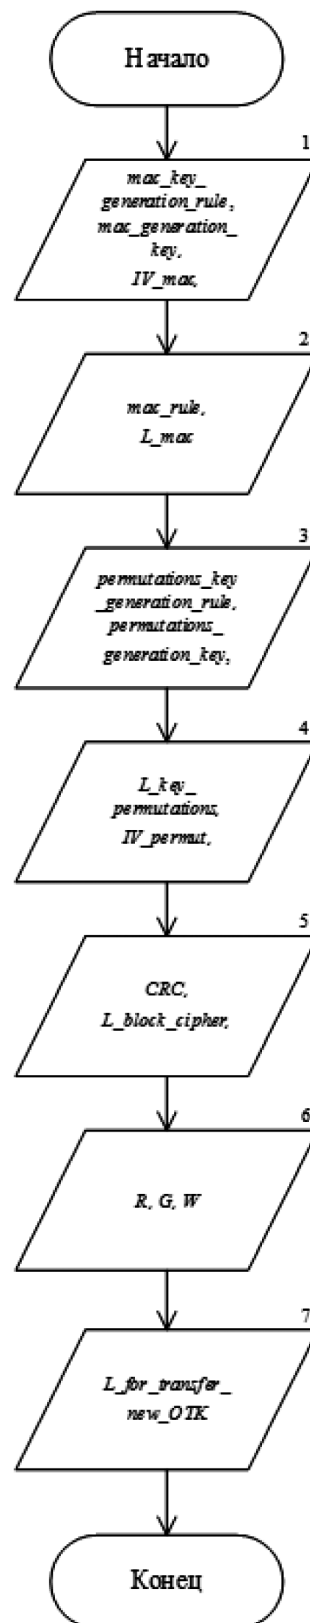 Начало
1
mac_key_
generation_rule,
mac_generation_
key,
IV_mac,
2
mac_rule,
L_mac
3
permutations_key
_generation_rule,
permutations_
generation_key,
4
L_key_
permutations,
IV_permut,
5
CRC,
L_block_cipher,
6
R, G, W
7
L_for_transfer_
new_OTK
Конец